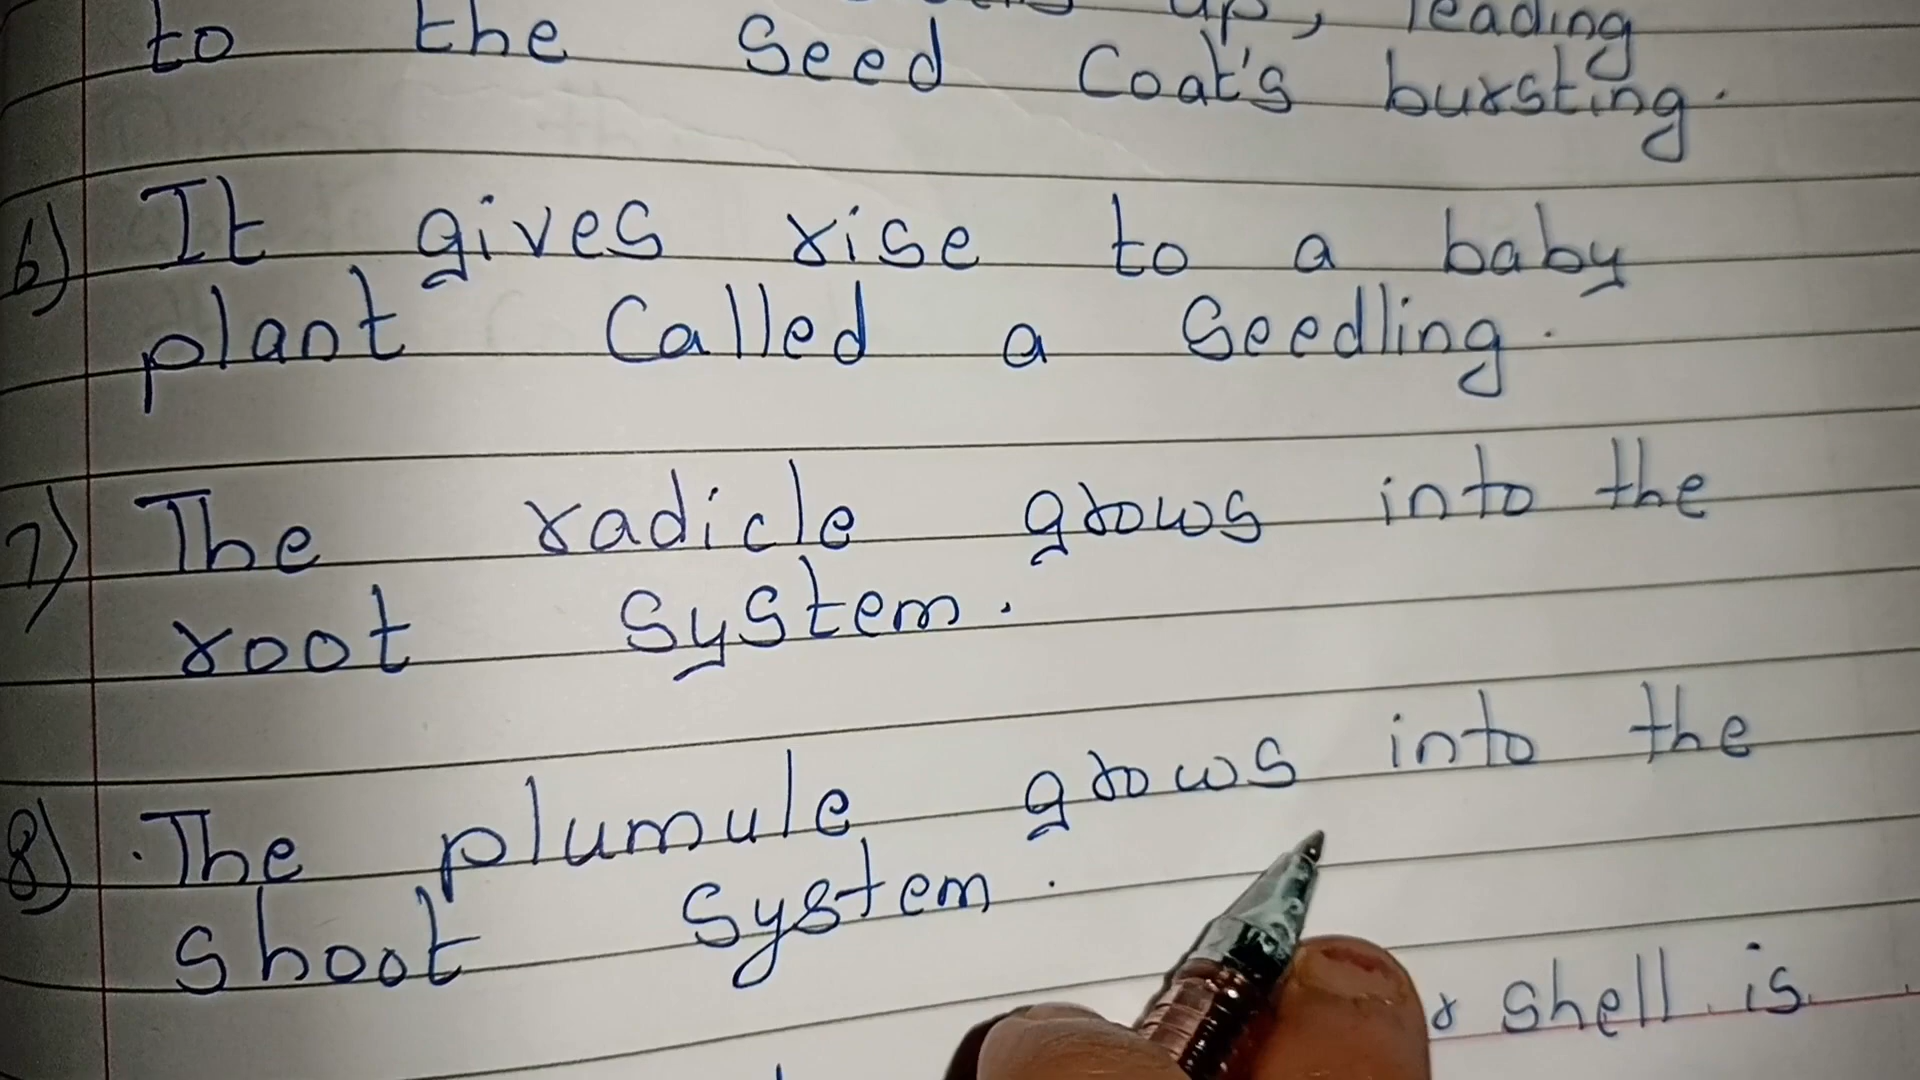 up, leading
to the seed coat's bursting.
6) It gives rise to a baby
plant called a seedling.
7) The radicle grows into the
root system.
8) The plumule grows into the
shoot system.
shell is